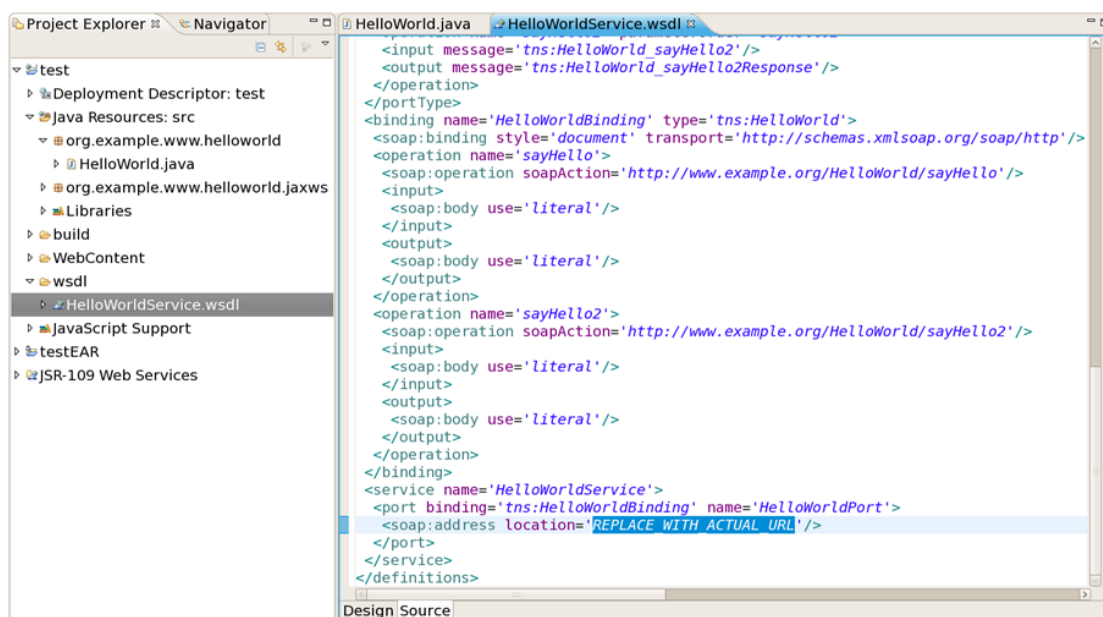 Project Explorer
Navigator
test
Deployment Descriptor: test
Java Resources: src
org.example.www.helloworld
HelloWorld.java
org.example.www.helloworld.jaxws
Libraries
build
WebContent
wsdl
HelloWorldService.wsdl
JavaScript Support
testEAR
JSR-109 Web Services
HelloWorld.java
HelloWorldService.wsdl
<input message='tns:HelloWorld_sayHello2'/>
<output message='tns:HelloWorld_sayHello2Response'/>
</operation>
</portType>
<binding name='HelloWorldBinding' type='tns:HelloWorld'>
<soap:binding style='document' transport='http://schemas.xmlsoap.org/soap/http'/>
<operation name='sayHello'>
<soap:operation soapAction='http://www.example.org/HelloWorld/sayHello'/>
<input>
<soap:body use='literal'/>
</input>
<output>
<soap:body use='literal'/>
</output>
</operation>
<operation name='sayHello2'>
<soap:operation soapAction='http://www.example.org/HelloWorld/sayHello2'/>
<input>
<soap:body use='literal'/>
</input>
<output>
<soap:body use='literal'/>
</output>
</operation>
</binding>
<service name='HelloWorldService'>
<port binding='tns:HelloWorldBinding' name='HelloWorldPort'>
<soap:address location='REPLACE_WITH_ACTUAL_URL'/>
</port>
</service>
</definitions>
Design Source